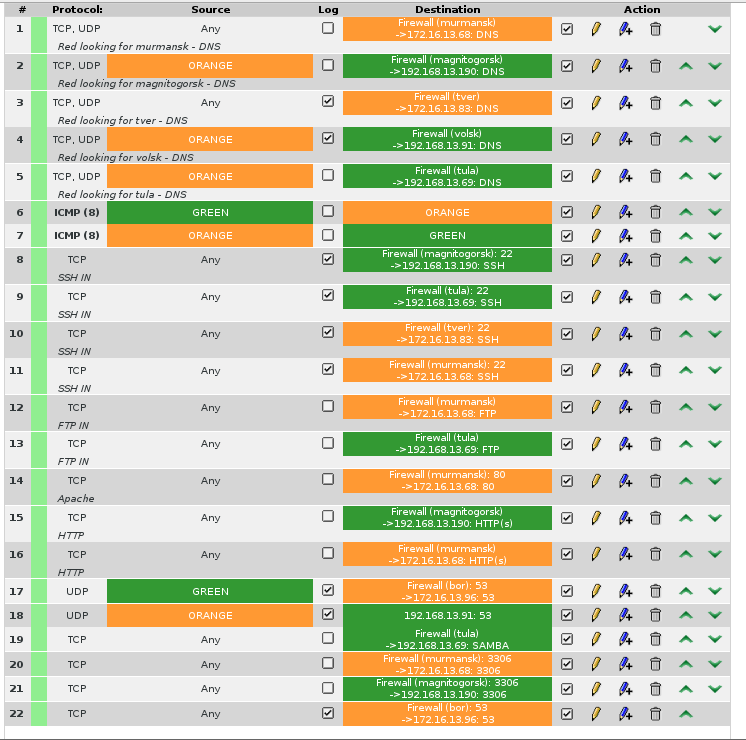 # Protocol: Source Log Destination Action
1 TCP, UDP Any Firewall (murmansk)
->172.16.13.68: DNS
Red looking for murmansk - DNS
2 TCP, UDP ORANGE Firewall (magnitogorsk)
->192.168.13.190: DNS
Red looking for magnitogorsk - DNS
3 TCP, UDP Any Firewall (tver)
->172.16.13.83: DNS
Red looking for tver - DNS
4 TCP, UDP ORANGE Firewall (volsk)
->192.168.13.91: DNS
Red looking for volsk - DNS
5 TCP, UDP ORANGE Firewall (tula)
->192.168.13.69: DNS
Red looking for tula - DNS
6 ICMP (8) GREEN ORANGE
7 ICMP (8) ORANGE GREEN
8 TCP Any Firewall (magnitogorsk): 22
->192.168.13.190: SSH
SSH IN
9 TCP Any Firewall (tula): 22
->192.168.13.69: SSH
SSH IN
10 TCP Any Firewall (tver): 22
->172.16.13.83: SSH
SSH IN
11 TCP Any Firewall (murmansk): 22
->172.16.13.68: SSH
SSH IN
12 TCP Any Firewall (murmansk)
->172.16.13.68: FTP
FTP IN
13 TCP Any Firewall (tula)
->192.168.13.69: FTP
FTP IN
14 TCP Any Firewall (murmansk): 80
->172.16.13.68: 80
Apache
15 TCP Any Firewall (magnitogorsk)
->192.168.13.190: HTTP(s)
HTTP
16 TCP Any Firewall (murmansk)
->172.16.13.68: HTTP(s)
HTTP
17 UDP GREEN Firewall (bor): 53
->172.16.13.96: 53
18 UDP ORANGE 192.168.13.91: 53
19 TCP Any Firewall (tula)
->192.168.13.69: SAMBA
20 TCP Any Firewall (murmansk): 3306
->172.16.13.68: 3306
21 TCP Any Firewall (magnitogorsk): 3306
->192.168.13.190: 3306
22 TCP Any Firewall (bor): 53
->172.16.13.96: 53